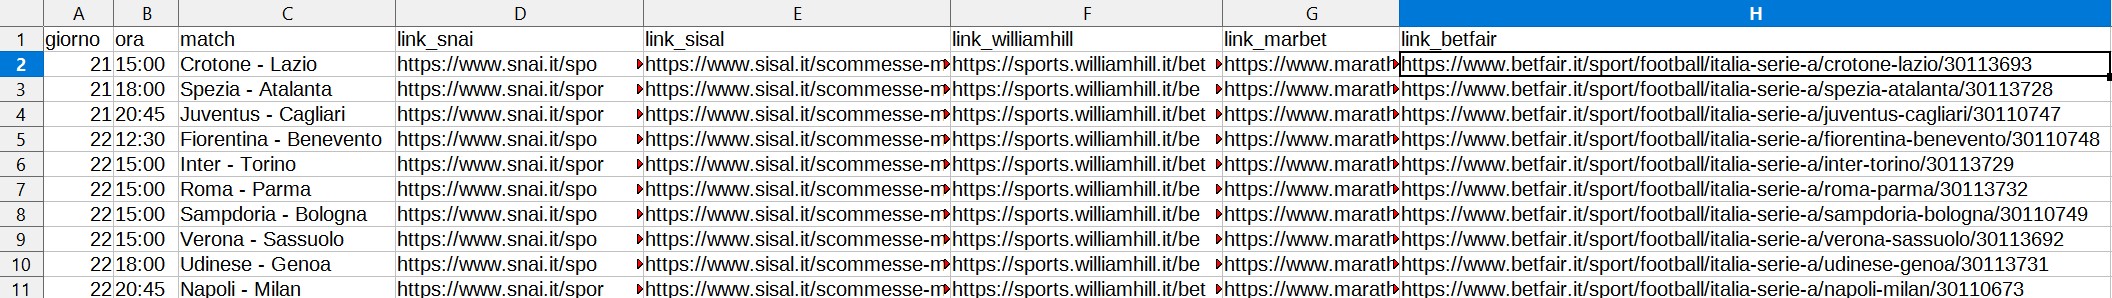 A B C D E F G H
1 giorno ora match link_snai link_sisal link_williamhill link_marbet link_betfair
2 21 15:00 Crotone - Lazio https://www.snai.it/spo https://www.sisal.it/scommesse-m https://sports.williamhill.it/bet https://www.marath https://www.betfair.it/sport/football/italia-serie-a/crotone-lazio/30113693
3 21 18:00 Spezia - Atalanta https://www.snai.it/spor https://www.sisal.it/scommesse-m https://sports.williamhill.it/be https://www.marath https://www.betfair.it/sport/football/italia-serie-a/spezia-atalanta/30113728
4 21 20:45 Juventus - Cagliari https://www.snai.it/spor https://www.sisal.it/scommesse-m https://sports.williamhill.it/bet https://www.marath https://www.betfair.it/sport/football/italia-serie-a/juventus-cagliari/30110747
5 22 12:30 Fiorentina - Benevento https://www.snai.it/spo https://www.sisal.it/scommesse-m https://sports.williamhill.it/be https://www.marath https://www.betfair.it/sport/football/italia-serie-a/fiorentina-benevento/30110748
6 22 15:00 Inter - Torino https://www.snai.it/spor https://www.sisal.it/scommesse-m https://sports.williamhill.it/bet https://www.marath https://www.betfair.it/sport/football/italia-serie-a/inter-torino/30113729
7 22 15:00 Roma - Parma https://www.snai.it/spo https://www.sisal.it/scommesse-m https://sports.williamhill.it/be https://www.marath https://www.betfair.it/sport/football/italia-serie-a/roma-parma/30113732
8 22 15:00 Sampdoria - Bologna https://www.snai.it/spo https://www.sisal.it/scommesse-m https://sports.williamhill.it/be https://www.marath https://www.betfair.it/sport/football/italia-serie-a/sampdoria-bologna/30110749
9 22 15:00 Verona - Sassuolo https://www.snai.it/spo https://www.sisal.it/scommesse-m https://sports.williamhill.it/be https://www.marath https://www.betfair.it/sport/football/italia-serie-a/verona-sassuolo/30113692
10 22 18:00 Udinese - Genoa https://www.snai.it/spo https://www.sisal.it/scommesse-m https://sports.williamhill.it/be https://www.marath https://www.betfair.it/sport/football/italia-serie-a/udinese-genoa/30113731
11 22 20:45 Napoli - Milan https://www.snai.it/spor https://www.sisal.it/scommesse-m https://sports.williamhill.it/bet https://www.marath https://www.betfair.it/sport/football/italia-serie-a/napoli-milan/30110673